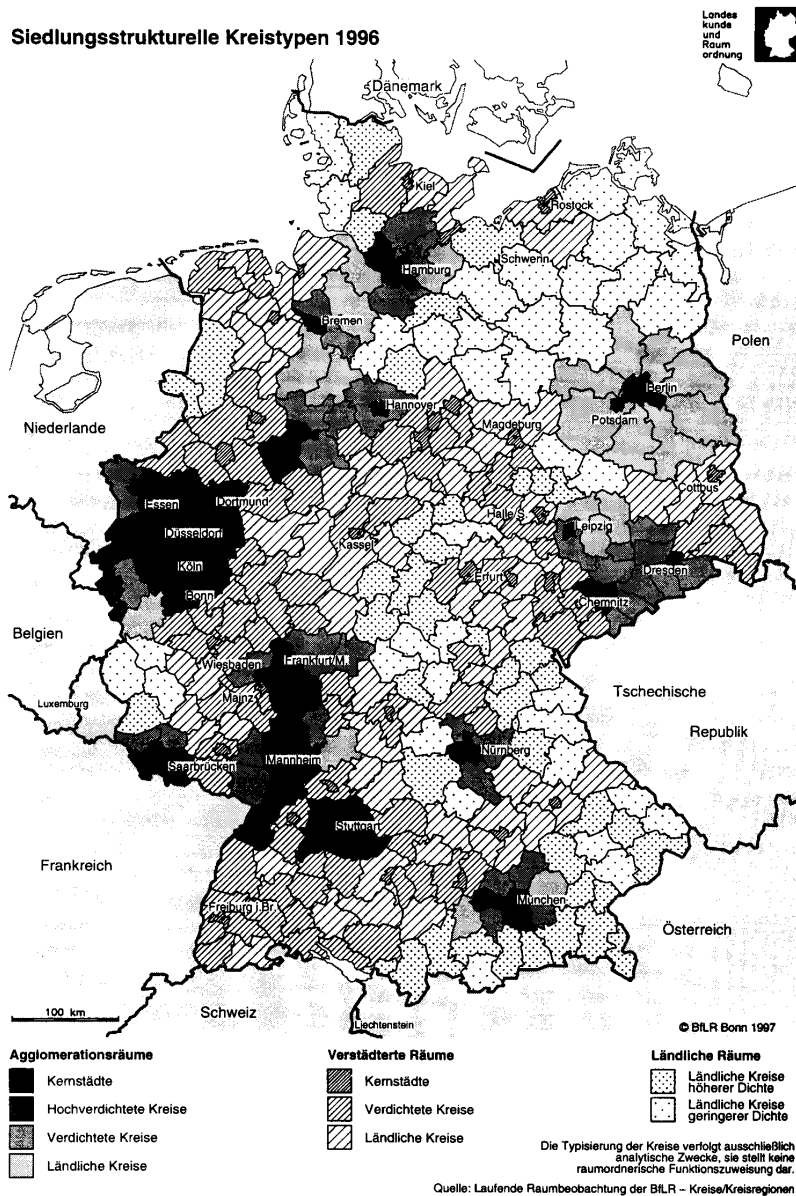 Siedlungsstrukturelle Kreistypen 1996
Landes
kunde
und
Raum
ordnung
Dänemark
Kiel
Rostock
Schwerin
Hamburg
Bremen
Polen
Berlin
Niederlande
Hannover
Potsdam
Magdeburg
Cottbus
Essen
Dortmund
Halle/S.
Leipzig
Düsseldorf
Kassel
Köln
Erfurt
Dresden
Bonn
Chemnitz
Belgien
Wiesbaden
Frankfurt/M.
Mainz
Tschechische
Luxemburg
Republik
Nürnberg
Saarbrücken
Mannheim
Stuttgart
Frankreich
München
Freiburg i.Br.
Österreich
100 km
Schweiz
Liechtenstein
© BfLR Bonn 1997
Agglomerationsräume
Kernstädte
Hochverdichtete Kreise
Verdichtete Kreise
Ländliche Kreise
Verstädterte Räume
Kernstädte
Verdichtete Kreise
Ländliche Kreise
Ländliche Räume
Ländliche Kreise
höherer Dichte
Ländliche Kreise
geringerer Dichte
Die Typisierung der Kreise verfolgt ausschließlich
analytische Zwecke, sie stellt keine
raumordnerische Funktionszuweisung dar.
Quelle: Laufende Raumbeobachtung der BfLR – Kreise/Kreisregionen